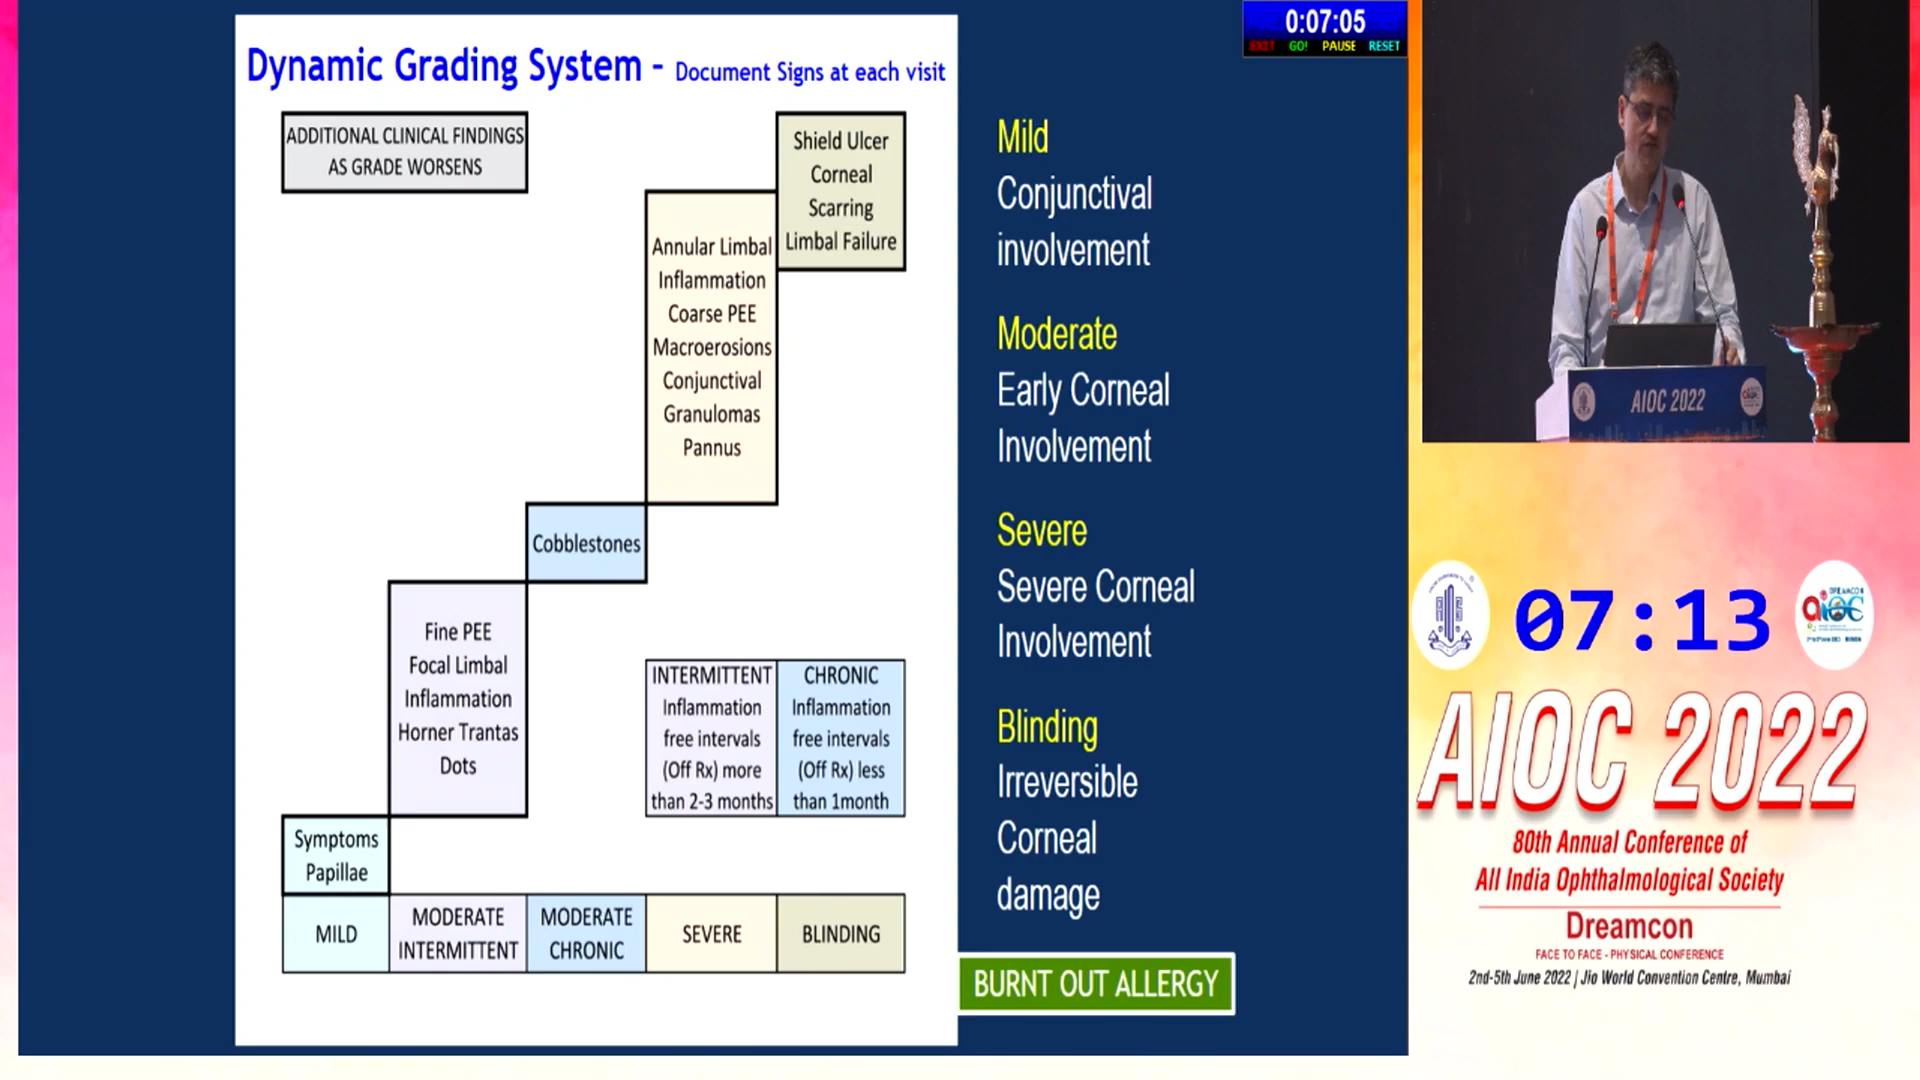 Dynamic Grading System - Document Signs at each visit
ADDITIONAL CLINICAL FINDINGS
AS GRADE WORSENS
Shield Ulcer
Corneal
Scarring
Limbal Failure
Annular Limbal
Inflammation
Coarse PEE
Macroerosions
Conjunctival
Granulomas
Pannus
Cobblestones
Fine PEE
Focal Limbal
Inflammation
Horner Trantas
Dots
INTERMITTENT
Inflammation
free intervals
(Off Rx) more
than 2-3 months
CHRONIC
Inflammation
free intervals
(Off Rx) less
than 1month
Symptoms
Papillae
MILD
MODERATE
INTERMITTENT
MODERATE
CHRONIC
SEVERE
BLINDING
Mild
Conjunctival
involvement
Moderate
Early Corneal
Involvement
Severe
Severe Corneal
Involvement
Blinding
Irreversible
Corneal
damage
BURNT OUT ALLERGY
0:07:05
EXIT GO! PAUSE RESET
AIOC 2022
07:13
AIOC 2022
80th Annual Conference of
All India Ophthalmological Society
Dreamcon
FACE TO FACE - PHYSICAL CONFERENCE
2nd-5th June 2022 | Jio World Convention Centre, Mumbai